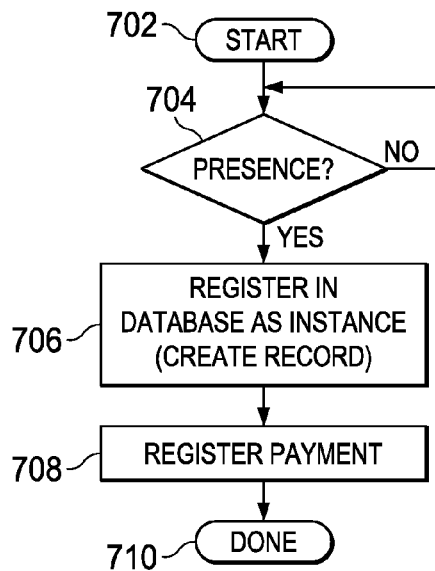 702
START
704
PRESENCE?
NO
YES
706
REGISTER IN
DATABASE AS INSTANCE
(CREATE RECORD)
708
REGISTER PAYMENT
710
DONE